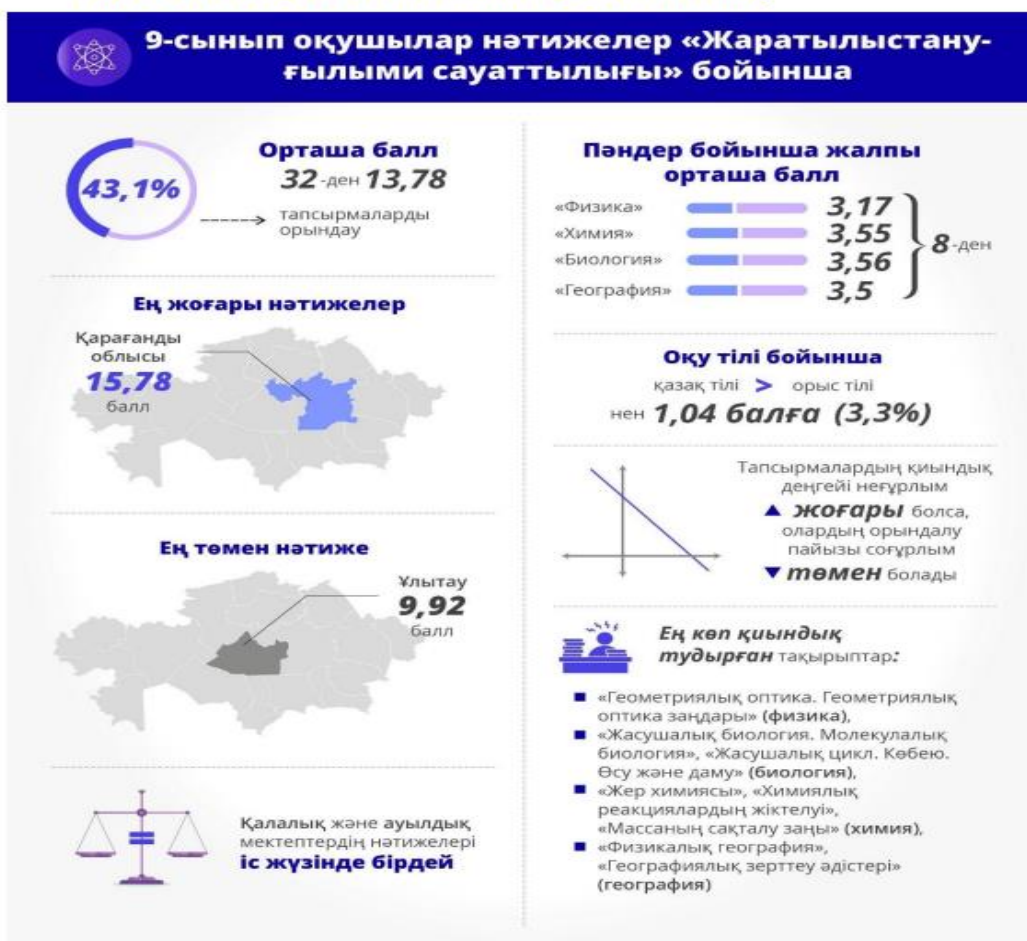 9-сынып оқушылар нәтижелер «Жаратылыстану-
ғылыми сауаттылығы» бойынша
43,1%
Орташа балл
32 -ден 13,78
тапсырмаларды
орындау
Ең жоғары нәтижелер
Қарағанды
облысы
15,78
балл
Ең төмен нәтиже
Ұлытау
9,92
балл
Қалалық және ауылдық
мектептердің нәтижелері
іс жүзінде бірдей
Пәндер бойынша жалпы
орташа балл
«Физика» 3,17
«Химия» 3,55
«Биология» 3,56
«География» 3,5
8 -ден
Оқу тілі бойынша
қазақ тілі > орыс тілі
нен 1,04 балға (3,3%)
Тапсырмалардың қиындық
деңгейі неғұрлым
▲ жоғары болса,
олардың орындалу
пайызы соғұрлым
▼ төмен болады
Ең көп қиындық
тудырған тақырыптар:
«Геометриялық оптика. Геометриялық
оптика заңдары» (физика),
«Жасушалық биология. Молекулалық
биология», «Жасушалық цикл. Көбею.
Өсу және даму» (биология),
«Жер химиясы», «Химиялық
реакциялардың жіктелуі»,
«Массаның сақталу заңы» (химия),
«Физикалық география»,
«Географиялық зерттеу әдістері»
(география)